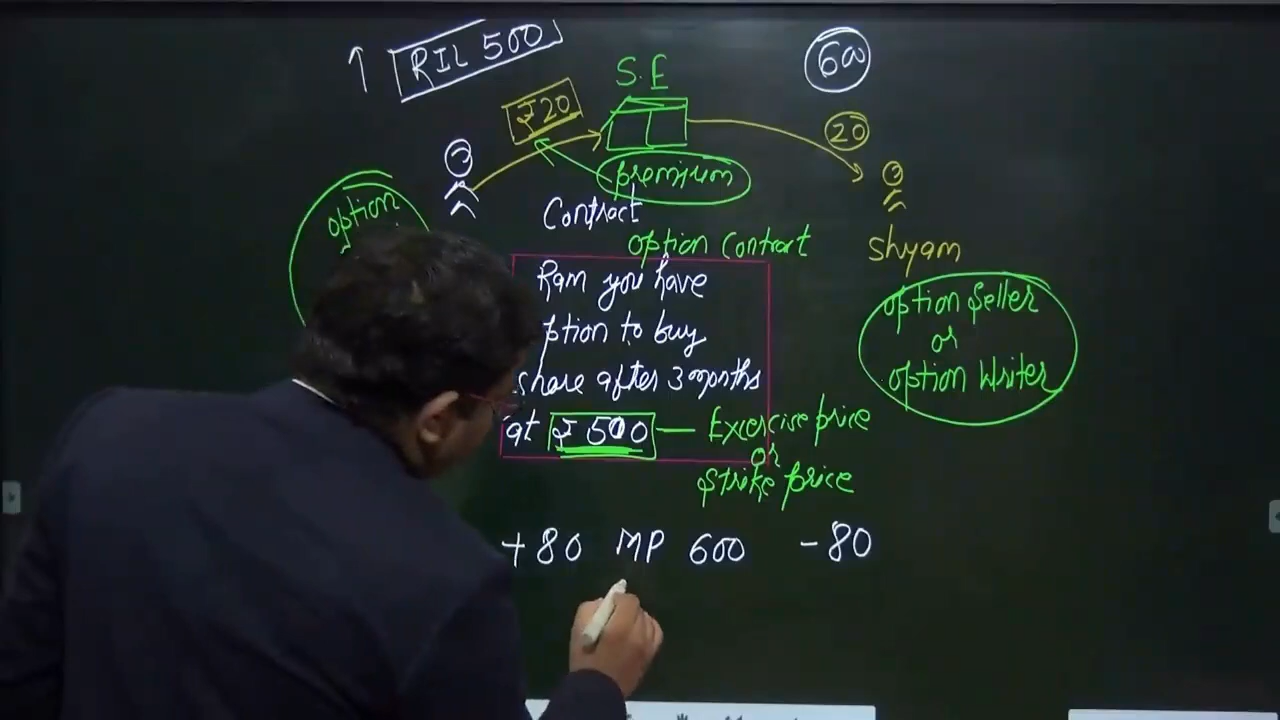 RIL 500
600
S.E
₹20
20
premium
Contract
option Contract
option
Shyam
Ram you have
ption to buy
share after 3 months
at ₹ 500 — Exercise price
or
Strike price
option Seller
or
option Writer
+80 MP 600 -80